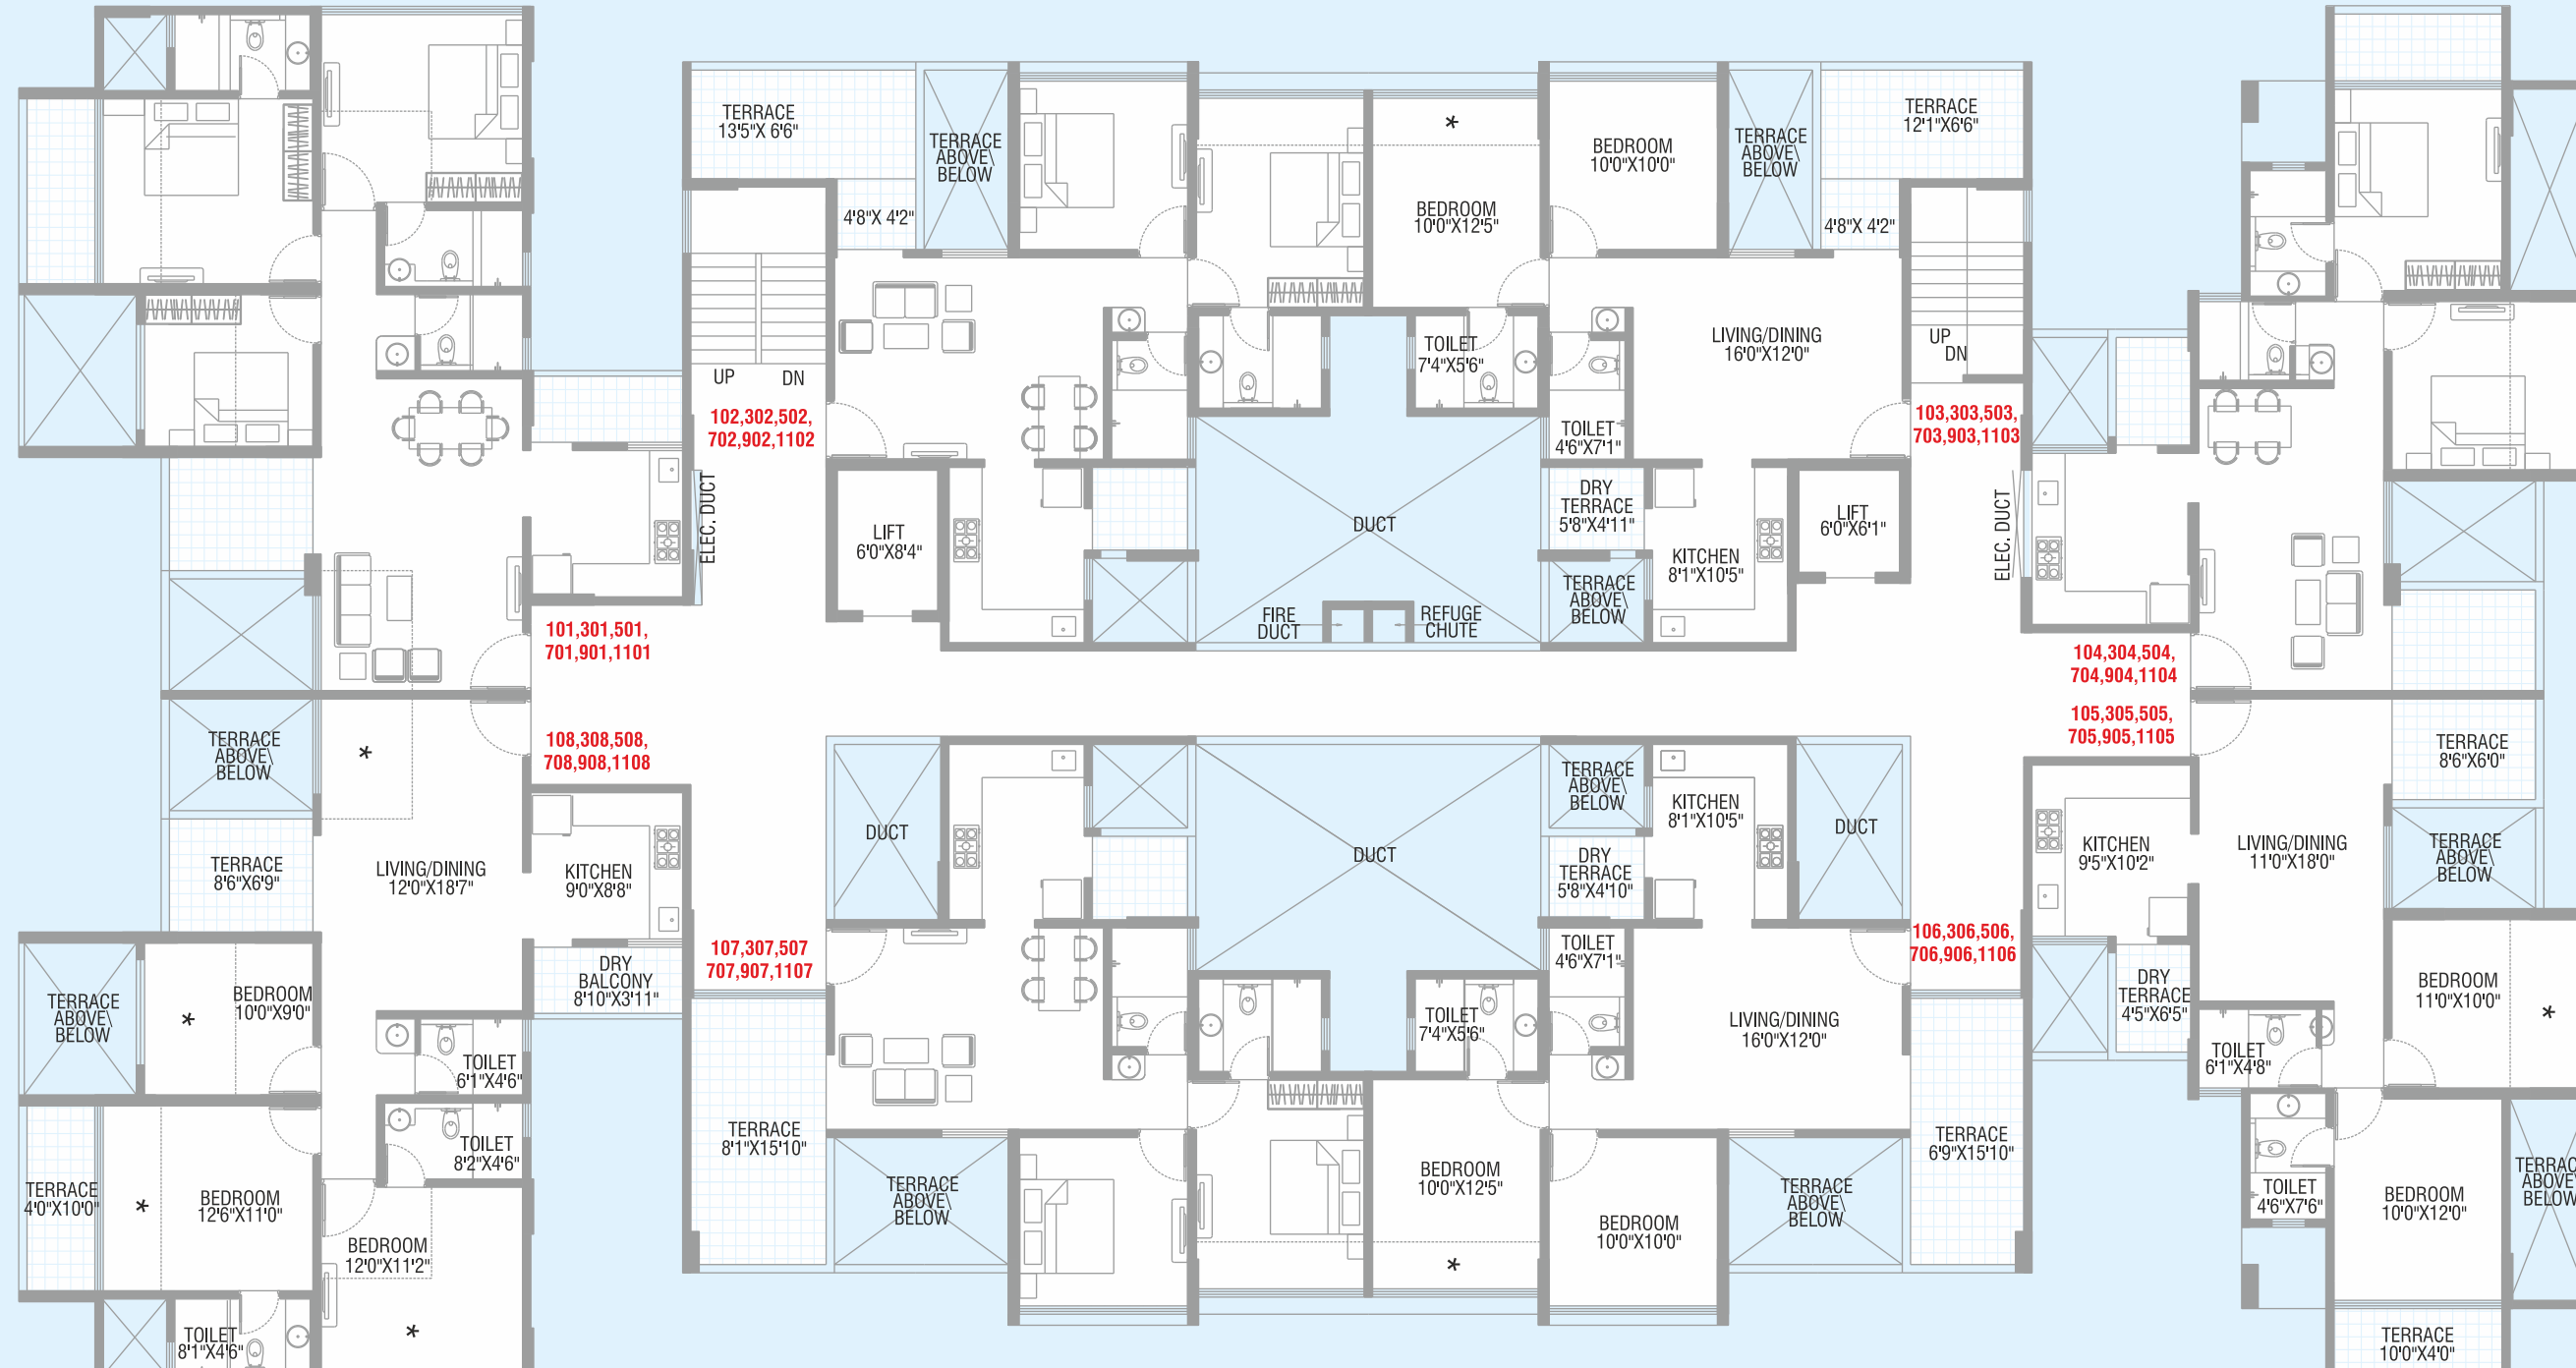 TERRACE
13'5"X 6'6"
TERRACE
ABOVE\
BELOW
4'8"X 4'2"
*
BEDROOM
10'0"X12'5"
BEDROOM
10'0"X10'0"
TERRACE
ABOVE\
BELOW
TERRACE
12'1"X6'6"
4'8"X 4'2"
UP
DN
102,302,502,
702,902,1102
TOILET
7'4"X5'6"
LIVING/DINING
16'0"X12'0"
UP
DN
103,303,503,
703,903,1103
TOILET
4'6"X7'1"
ELEC. DUCT
LIFT
6'0"X8'4"
DUCT
DRY
TERRACE
5'8"X4'11"
KITCHEN
8'1"X10'5"
LIFT
6'0"X6'1"
ELEC. DUCT
FIRE
DUCT
REFUGE
CHUTE
TERRACE
ABOVE\
BELOW
101,301,501,
701,901,1101
104,304,504,
704,904,1104
108,308,508,
708,908,1108
105,305,505,
705,905,1105
TERRACE
ABOVE\
BELOW
*
TERRACE
8'6"X6'0"
TERRACE
8'6"X6'9"
LIVING/DINING
12'0"X18'7"
KITCHEN
9'0"X8'8"
DUCT
DUCT
TERRACE
ABOVE\
BELOW
DRY
TERRACE
5'8"X4'10"
KITCHEN
8'1"X10'5"
DUCT
KITCHEN
9'5"X10'2"
LIVING/DINING
11'0"X18'0"
TERRACE
ABOVE\
BELOW
107,307,507
707,907,1107
106,306,506,
706,906,1106
TERRACE
ABOVE\
BELOW
*
BEDROOM
10'0"X9'0"
DRY
BALCONY
8'10"X3'11"
TOILET
4'6"X7'1"
TOILET
7'4"X5'6"
LIVING/DINING
16'0"X12'0"
DRY
TERRACE
4'5"X6'5"
BEDROOM
11'0"X10'0"
*
TOILET
6'1"X4'6"
TOILET
6'1"X4'8"
TOILET
8'2"X4'6"
TERRACE
8'1"X15'10"
TERRACE
6'9"X15'10"
TERRACE
4'0"X10'0"
*
BEDROOM
12'6"X11'0"
TERRACE
ABOVE\
BELOW
BEDROOM
10'0"X12'5"
*
BEDROOM
10'0"X10'0"
TERRACE
ABOVE\
BELOW
TOILET
4'6"X7'6"
BEDROOM
10'0"X12'0"
TERRAC
ABOVE\
BELOW
BEDROOM
12'0"X11'2"
*
TOILET
8'1"X4'6"
TERRACE
10'0"X4'0"